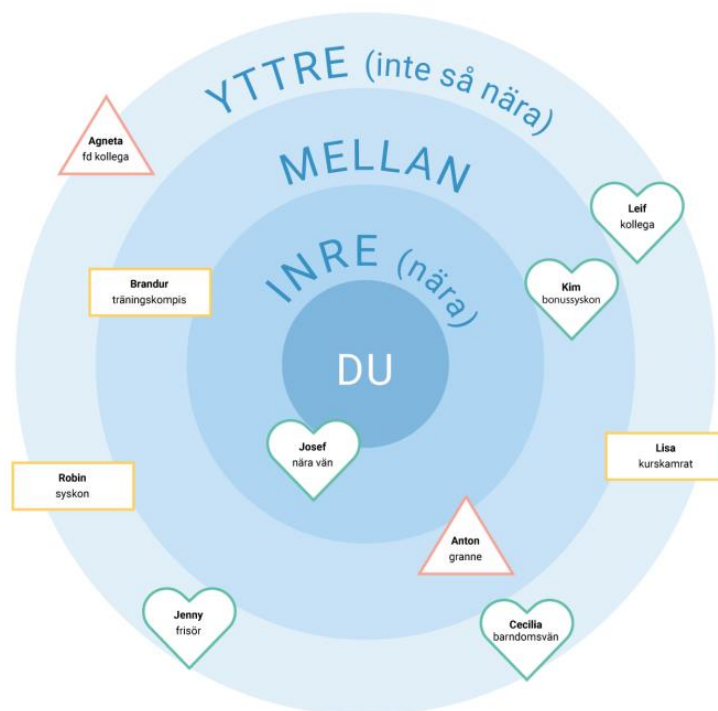 YTTRE (inte så nära)
MELLAN
INRE (nära)
DU
Agneta
fd kollega
Leif
kollega
Brandur
träningskompis
Kim
bonussyskon
Josef
nära vän
Lisa
kurskamrat
Robin
syskon
Anton
granne
Jenny
frisör
Cecilia
barndomsvän